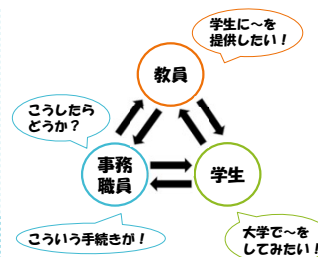 学生に～を
提供したい！
教員
こうしたら
どうか？
事務
職員
学生
こういう手続きが！
大学で～を
してみたい！